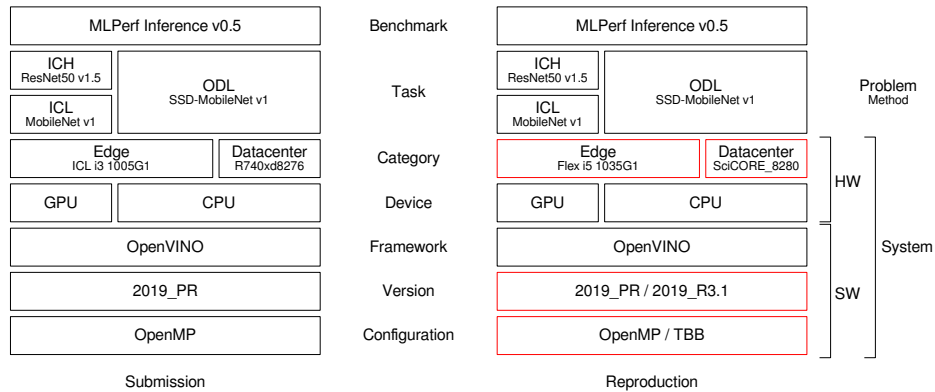 MLPerf Inference v0.5
Benchmark
MLPerf Inference v0.5
ICH
ResNet50 v1.5
ICL
MobileNet v1
ODL
SSD-MobileNet v1
Task
ICH
ResNet50 v1.5
ICL
MobileNet v1
ODL
SSD-MobileNet v1
Problem
Method
Edge
ICL i3 1005G1
Datacenter
R740xd8276
Category
Edge
Flex i5 1035G1
Datacenter
SciCORE_8280
HW
GPU
CPU
Device
GPU
CPU
OpenVINO
Framework
OpenVINO
System
2019_PR
Version
2019_PR / 2019_R3.1
SW
OpenMP
Configuration
OpenMP / TBB
Submission
Reproduction